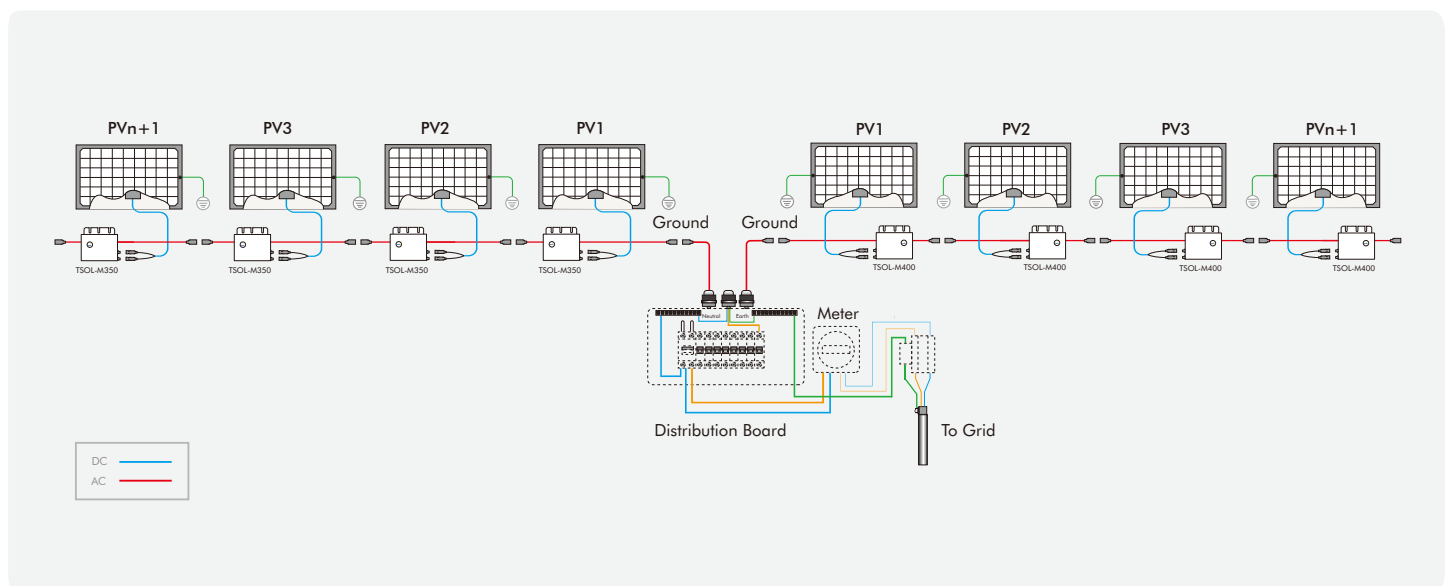 PVn+1 PV3 PV2 PV1 PV1 PV2 PV3 PVn+1
Ground Ground
TSOL-M350 TSOL-M350 TSOL-M350 TSOL-M350 TSOL-M400 TSOL-M400 TSOL-M400 TSOL-M400
Neutral Earth Meter
Distribution Board To Grid
DC
AC